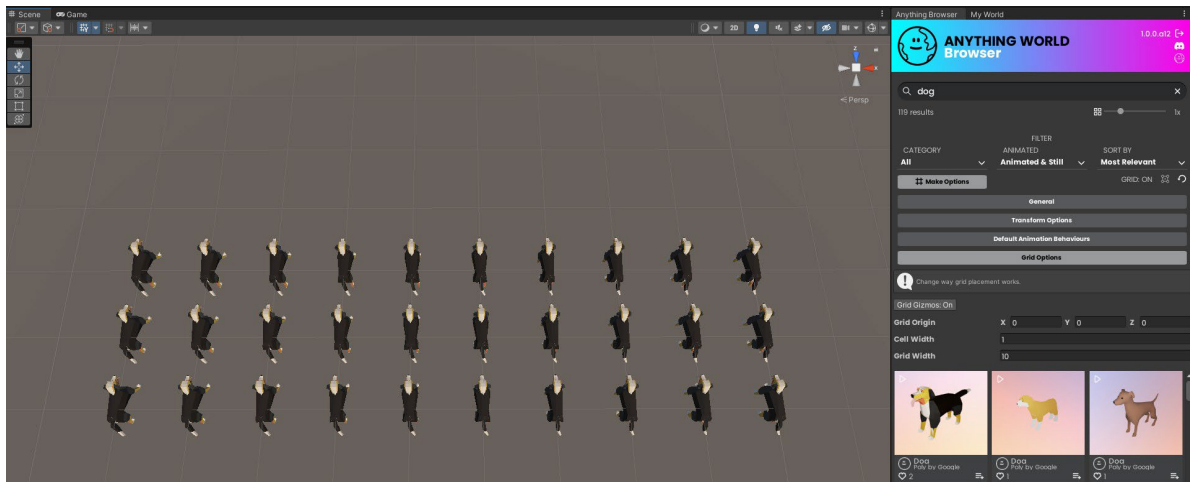 Scene Game
2D
z
x
Persp
Anything Browser My World
ANYTHING WORLD
Browser
1.0.0.a12
dog
119 results
1x
FILTER
CATEGORY ANIMATED SORT BY
All Animated & Still Most Relevant
Make Options GRID: ON
General
Transform Options
Default Animation Behaviours
Grid Options
Change way grid placement works.
Grid Gizmos: On
Grid Origin X 0 Y 0 Z 0
Cell Width 1
Grid Width 10
Dog Dog Dog
Poly by Google Poly by Google Poly by Google
2 1 1